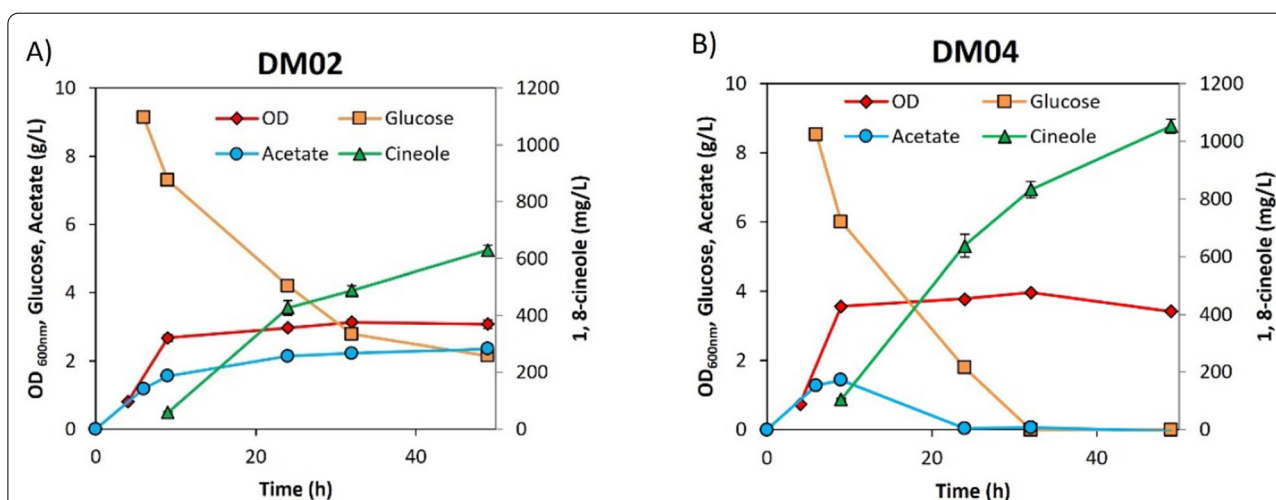 A)
DM02
OD
Glucose
Acetate
Cineole
OD 600nm, Glucose, Acetate (g/L)
10
8
6
4
2
0
1200
1000
800
600
400
200
0
1, 8-cineole (mg/L)
0 20 40
Time (h)
B)
DM04
OD
Glucose
Acetate
Cineole
OD600nm, Glucose, Acetate (g/L)
10
8
6
4
2
0
1200
1000
800
600
400
200
0
1, 8-cineole (mg/L)
0 20 40
Time (h)